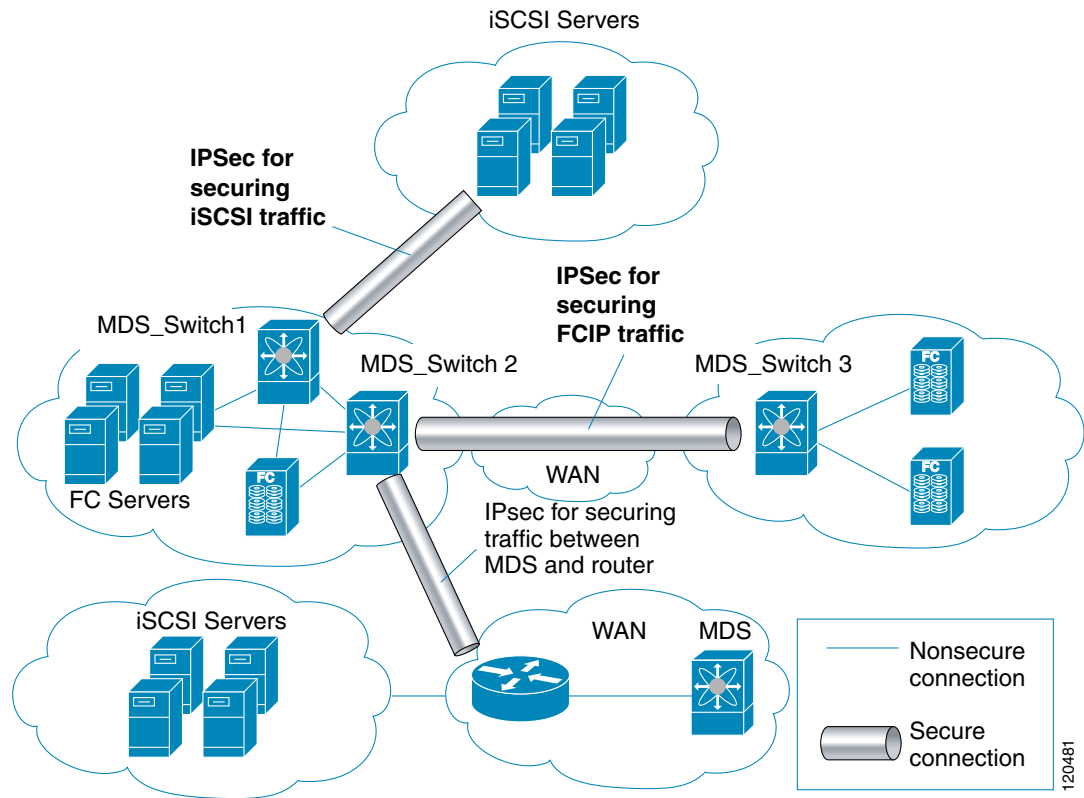 iSCSI Servers
IPSec for
securing
iSCSI traffic
IPSec for
securing
FCIP traffic
MDS_Switch1
MDS_Switch 2
MDS_Switch 3
FC
FC
FC
FC Servers
WAN
IPsec for securing
traffic between
MDS and router
iSCSI Servers
WAN
MDS
Nonsecure
connection
Secure
connection
120481